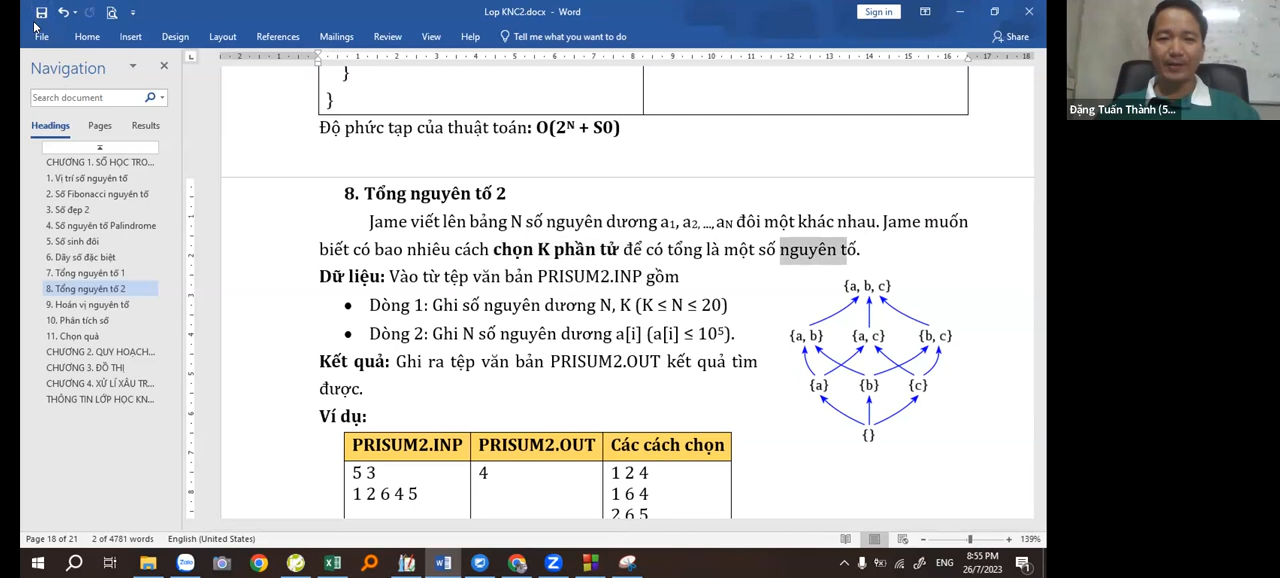 Lop KNC2.docx - Word
Sign in
File Home Insert Design Layout References Mailings Review View Help Tell me what you want to do Share
Navigation
Search document
Headings Pages Results
CHƯƠNG 1. SỐ HỌC TRO...
1. Vị trí số nguyên tố
2. Số Fibonacci nguyên tố
3. Số đẹp 2
4. Số nguyên tố Palindrome
5. Số sinh đôi
6. Dãy số đặc biệt
7. Tổng nguyên tố 1
8. Tổng nguyên tố 2
9. Hoán vị nguyên tố
10. Phân tích số
11. Chọn quà
CHƯƠNG 2. QUY HOẠCH...
CHƯƠNG 3. ĐỒ THỊ
CHƯƠNG 4. XỬ LÍ XÂU TR...
THÔNG TIN LỚP HỌC KN...
}
}
Độ phức tạp của thuật toán: O(2ᴺ + S0)
8. Tổng nguyên tố 2
Jame viết lên bảng N số nguyên dương a₁, a₂, ...,aN đôi một khác nhau. Jame muốn
biết có bao nhiêu cách chọn K phần tử để có tổng là một số nguyên tố.
Dữ liệu: Vào từ tệp văn bản PRISUM2.INP gồm
• Dòng 1: Ghi số nguyên dương N, K (K ≤ N ≤ 20)
• Dòng 2: Ghi N số nguyên dương a[i] (a[i] ≤ 10⁵).
Kết quả: Ghi ra tệp văn bản PRISUM2.OUT kết quả tìm
được.
Ví dụ:
PRISUM2.INP PRISUM2.OUT Các cách chọn
5 3 4 1 2 4
1 2 6 4 5 1 6 4
2 6 5
{a, b, c}
{a, b} {a, c} {b, c}
{a} {b} {c}
{}
Page 18 of 21 2 of 4781 words English (United States) 139%
ENG 8:55 PM
26/7/2023
Đặng Tuấn Thành (5...